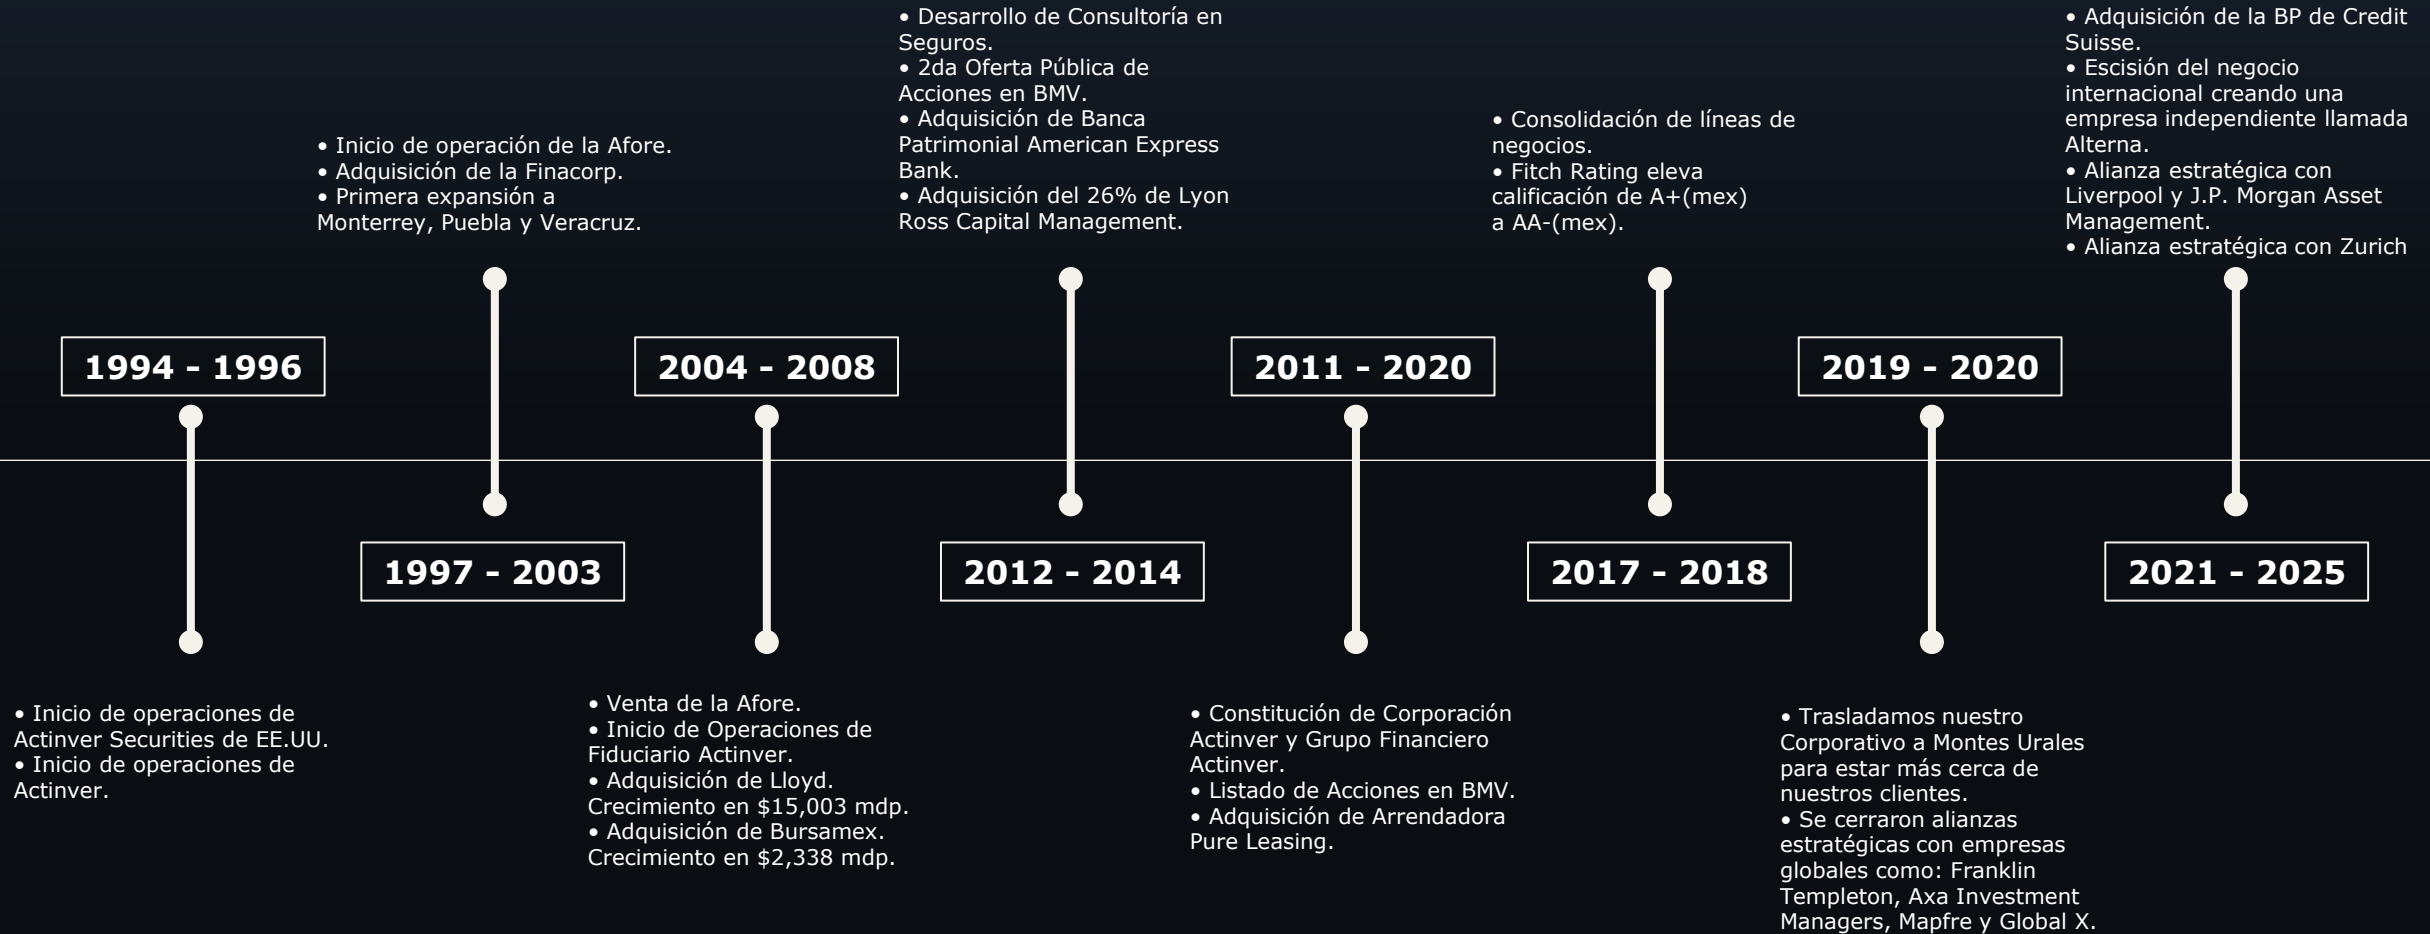 1994 - 1996
• Inicio de operaciones de
Actinver Securities de EE.UU.
• Inicio de operaciones de
Actinver.
• Inicio de operación de la Afore.
• Adquisición de la Finacorp.
• Primera expansión a
Monterrey, Puebla y Veracruz.
1997 - 2003
2004 - 2008
• Venta de la Afore.
• Inicio de Operaciones de
Fiduciario Actinver.
• Adquisición de Lloyd.
Crecimiento en $15,003 mdp.
• Adquisición de Bursamex.
Crecimiento en $2,338 mdp.
• Desarrollo de Consultoría en
Seguros.
• 2da Oferta Pública de
Acciones en BMV.
• Adquisición de Banca
Patrimonial American Express
Bank.
• Adquisición del 26% de Lyon
Ross Capital Management.
2012 - 2014
2011 - 2020
• Constitución de Corporación
Actinver y Grupo Financiero
Actinver.
• Listado de Acciones en BMV.
• Adquisición de Arrendadora
Pure Leasing.
• Consolidación de líneas de
negocios.
• Fitch Rating eleva
calificación de A+(mex)
a AA-(mex).
2017 - 2018
2019 - 2020
• Trasladamos nuestro
Corporativo a Montes Urales
para estar más cerca de
nuestros clientes.
• Se cerraron alianzas
estratégicas con empresas
globales como: Franklin
Templeton, Axa Investment
Managers, Mapfre y Global X.
• Adquisición de la BP de Credit
Suisse.
• Escisión del negocio
internacional creando una
empresa independiente llamada
Alterna.
• Alianza estratégica con
Liverpool y J.P. Morgan Asset
Management.
• Alianza estratégica con Zurich
2021 - 2025